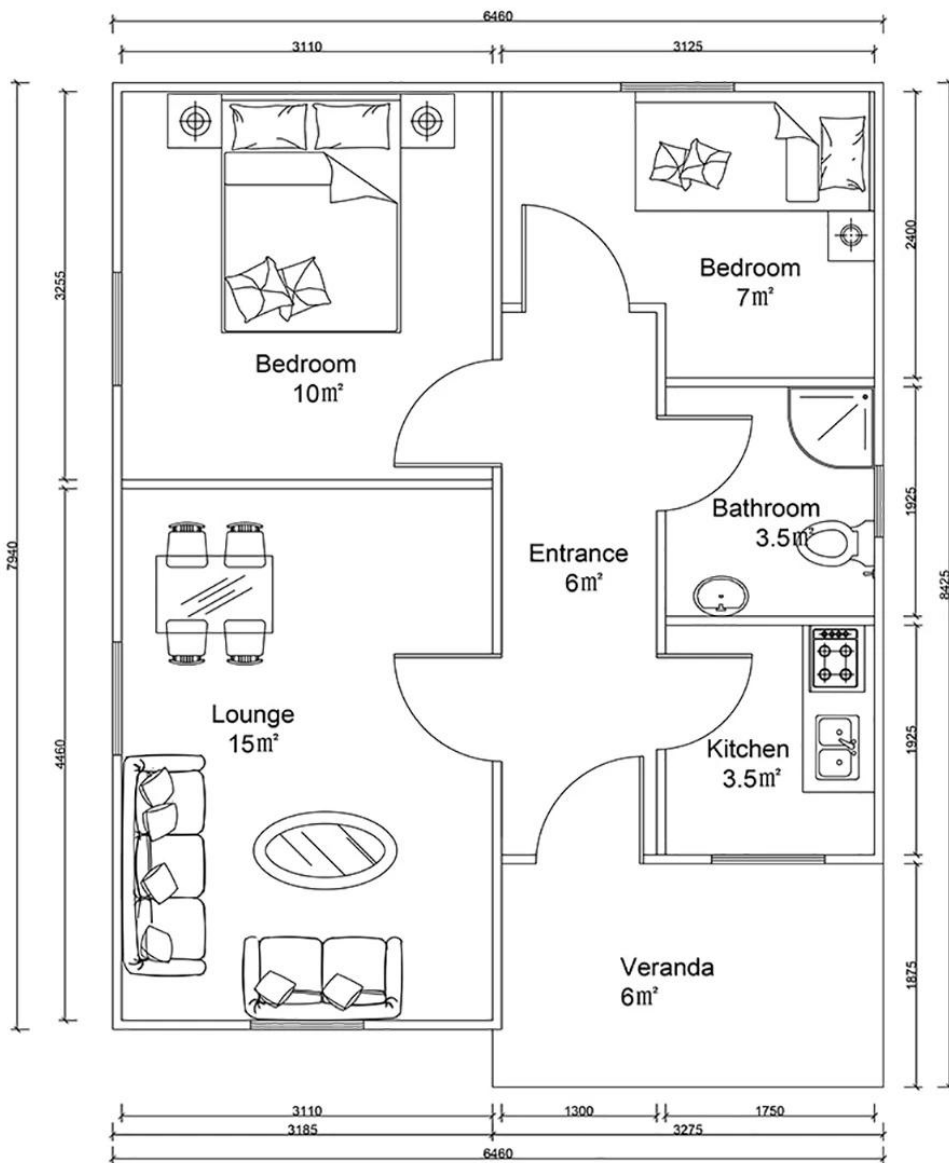 6460
3110
3125
Bedroom
7m²
2400
3255
Bedroom
10m²
Bathroom
3.5m²
1925
Entrance
6m²
7940
8425
Lounge
15m²
4460
Kitchen
3.5m²
1925
Veranda
6m²
1875
3110
1300
1750
3185
3275
6460